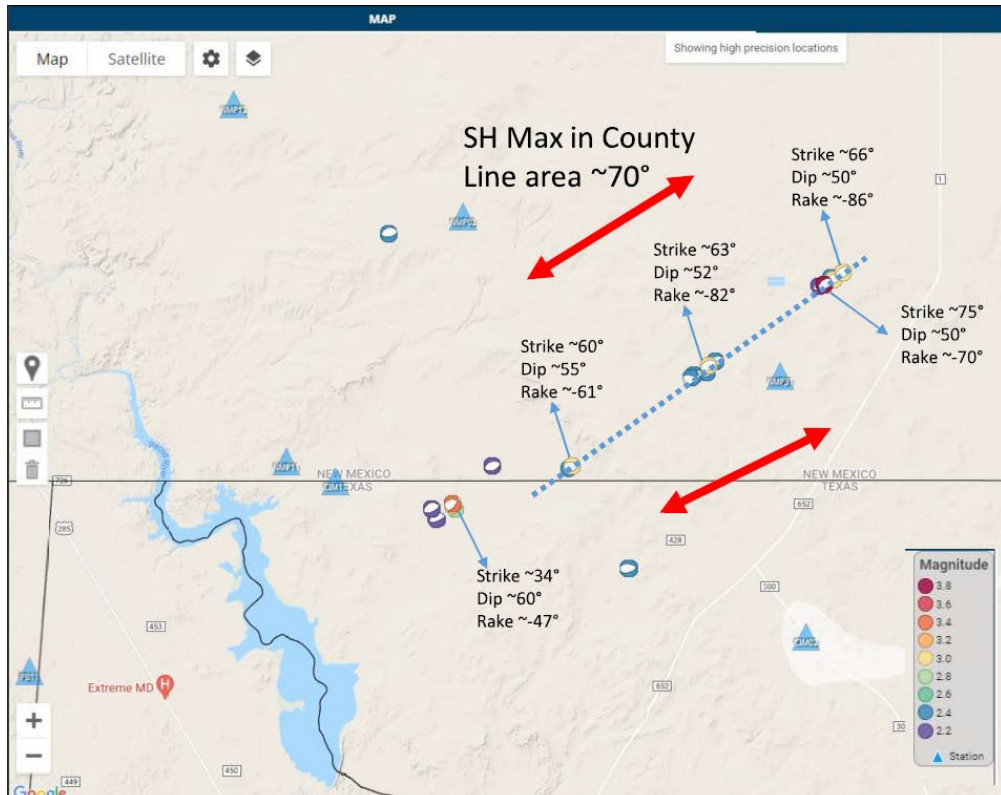 MAP
Map
Satellite
Showing high precision locations
NMP02
SH Max in County
Line area ~70°
Strike ~66°
Dip ~50°
Rake ~-86°
1
Strike ~63°
Dip ~52°
Rake ~-82°
Strike ~75°
Dip ~50°
Rake ~-70°
Strike ~60°
Dip ~55°
Rake ~-61°
726
NEW MEXICO
TEXAS
NEW MEXICO
TEXAS
652
285
428
Strike ~34°
Dip ~60°
Rake ~-47°
300
453
PB11
Extreme MD
H
652
450
449
Google
Magnitude
3.8
3.6
3.4
3.2
3.0
2.8
2.6
2.4
2.2
Station